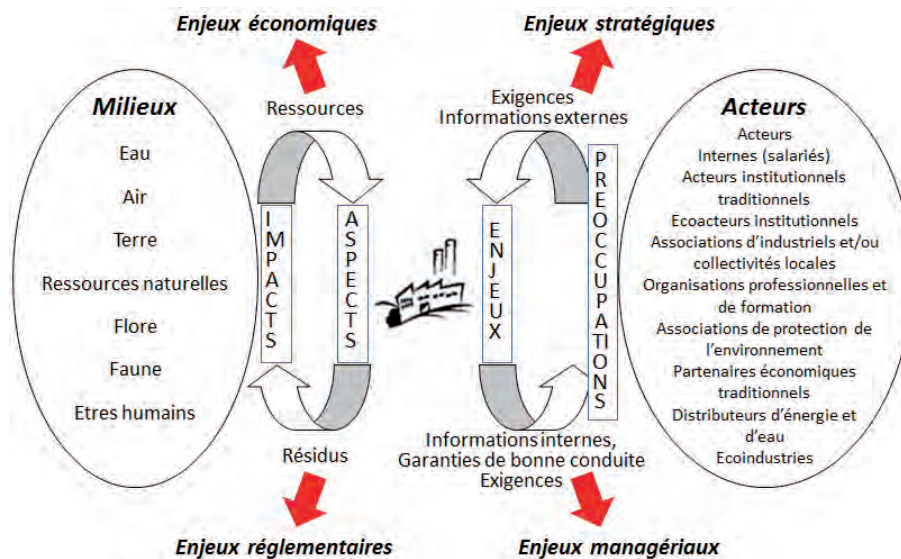 Enjeux économiques
Enjeux stratégiques
Milieux
Eau
Air
Terre
Ressources naturelles
Flore
Faune
Etres humains
Ressources
IMPACTS
ASPECTS
Résidus
Exigences
Informations externes
ENJEUX
PREOCCUPATIONS
Informations internes,
Garanties de bonne conduite
Exigences
Acteurs
Acteurs
Internes (salariés)
Acteurs institutionnels
traditionnels
Ecoacteurs institutionnels
Associations d'industriels et/ou
collectivités locales
Organisations professionnelles et
de formation
Associations de protection de
l'environnement
Partenaires économiques
traditionnels
Distributeurs d'énergie et
d'eau
Ecoindustries
Enjeux réglementaires
Enjeux managériaux